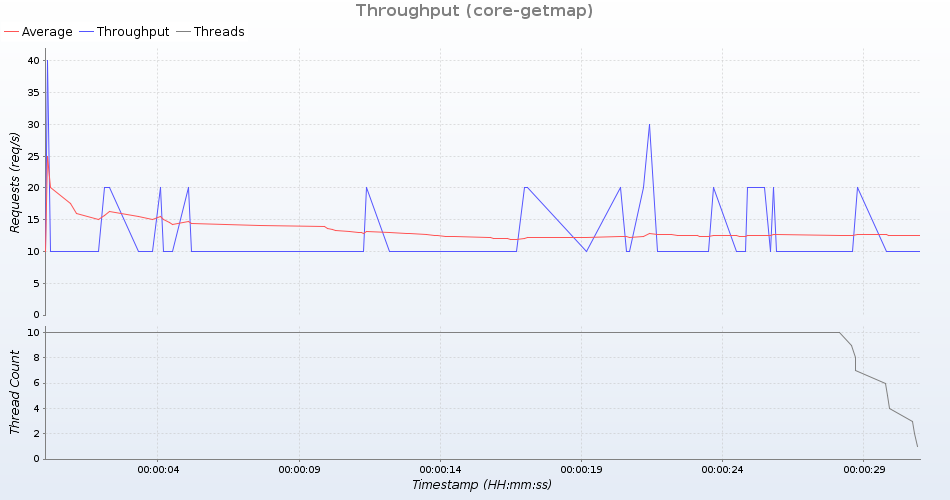 Throughput (core-getmap)
Average Throughput Threads
Requests (req/s)
40
35
30
25
20
15
10
5
0
Thread Count
10
8
6
4
2
0
00:00:04 00:00:09 00:00:14 00:00:19 00:00:24 00:00:29
Timestamp (HH:mm:ss)